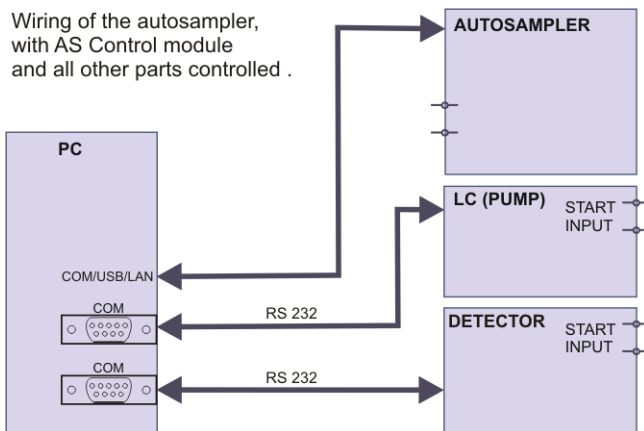 Wiring of the autosampler,
with AS Control module
and all other parts controlled .
AUTOSAMPLER
PC
LC (PUMP)
START
INPUT
COM/USB/LAN
COM
RS 232
DETECTOR
START
INPUT
COM
RS 232